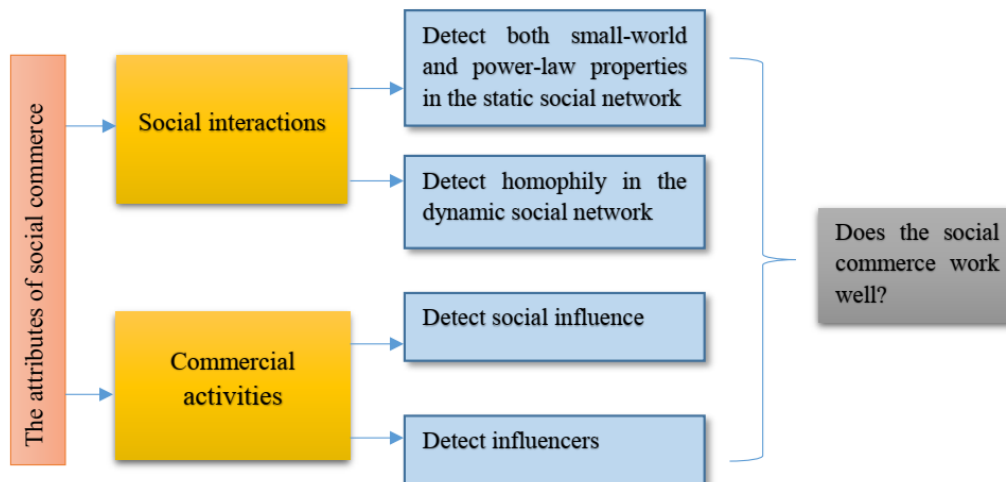 The attributes of social commerce
Social interactions
Detect both small-world
and power-law properties
in the static social network
Detect homophily in the
dynamic social network
Commercial
activities
Detect social influence
Detect influencers
Does the social
commerce work
well?